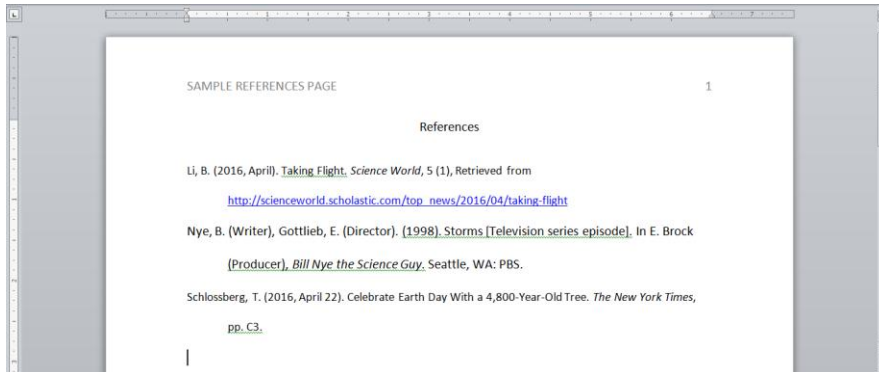 SAMPLE REFERENCES PAGE 1
References
Li, B. (2016, April). Taking Flight. Science World, 5 (1), Retrieved from
http://scienceworld.scholastic.com/top_news/2016/04/taking-flight
Nye, B. (Writer), Gottlieb, E. (Director). (1998). Storms [Television series episode]. In E. Brock
(Producer), Bill Nye the Science Guy. Seattle, WA: PBS.
Schlossberg, T. (2016, April 22). Celebrate Earth Day With a 4,800-Year-Old Tree. The New York Times,
pp. C3.